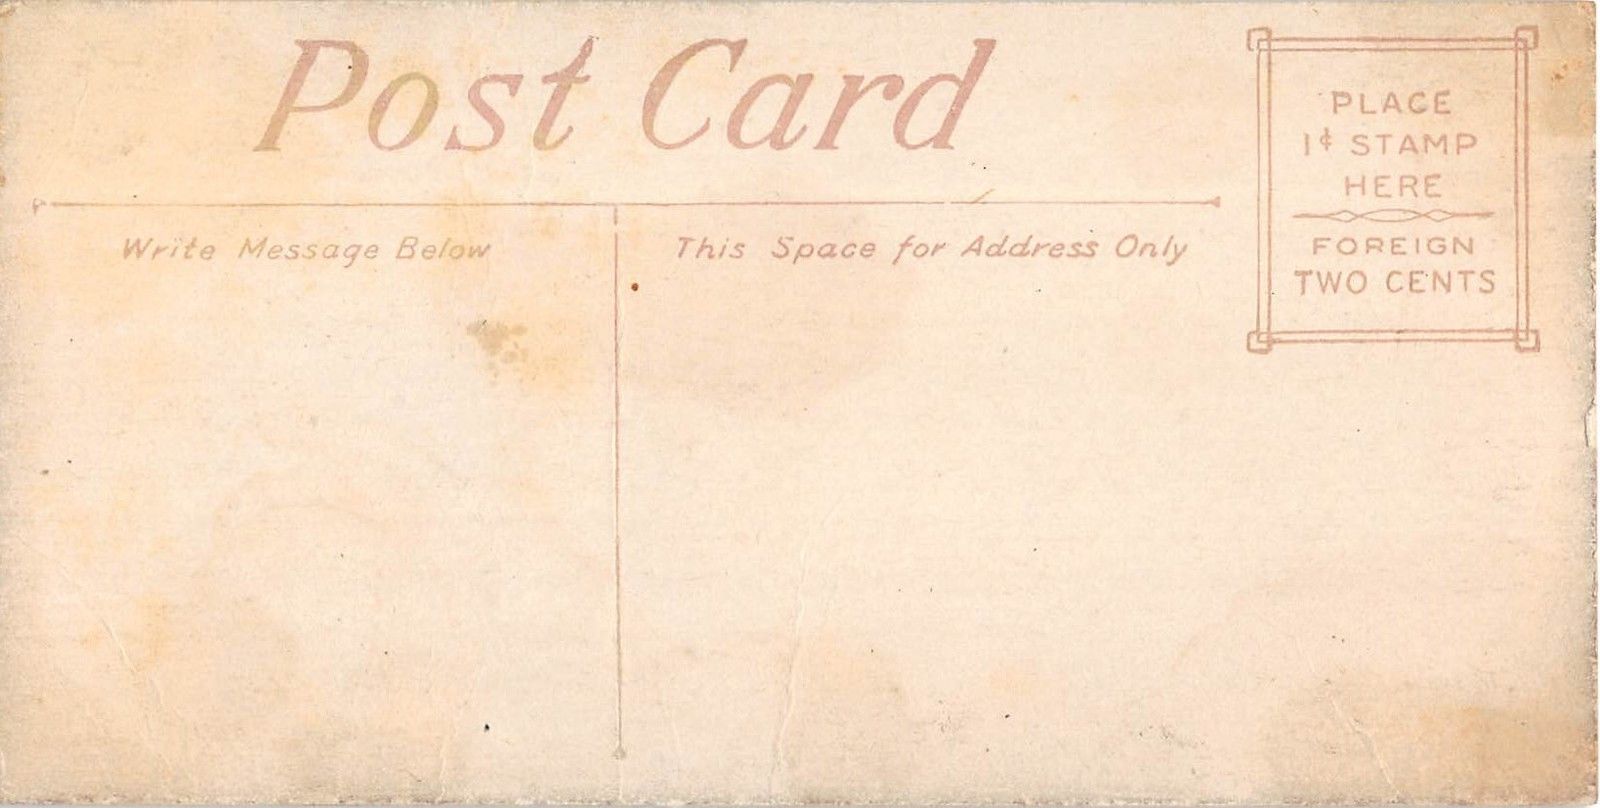 Post Card
Write Message Below
This Space for Address Only
PLACE
1¢ STAMP
HERE
FOREIGN
TWO CENTS